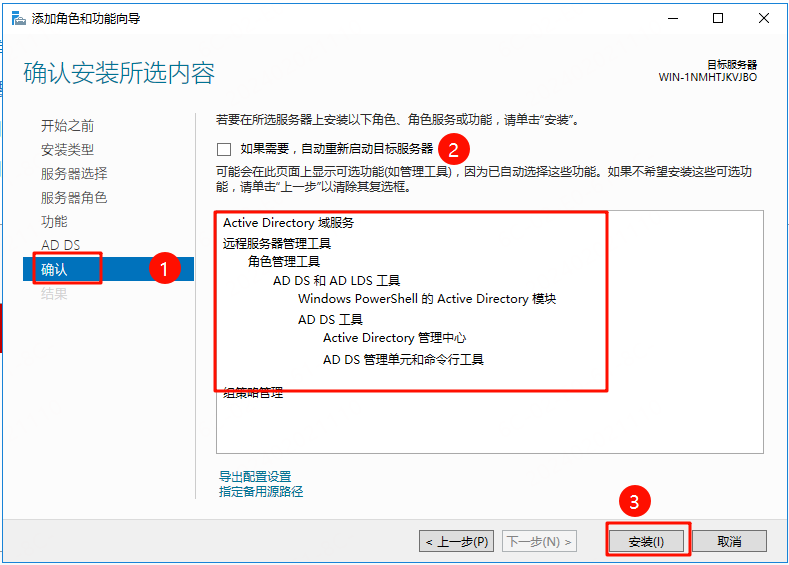 添加角色和功能向导
确认安装所选内容
目标服务器
WIN-1NMHTJKVJBO
开始之前
安装类型
服务器选择
服务器角色
功能
AD DS
确认
1
结果
若要在所选服务器上安装以下角色、角色服务或功能，请单击“安装”。
如果需要，自动重新启动目标服务器
2
可能会在此页面上显示可选功能(如管理工具)，因为已自动选择这些功能。如果不希望安装这些可选功
能，请单击“上一步”以清除其复选框。
Active Directory 域服务
远程服务器管理工具
角色管理工具
AD DS 和 AD LDS 工具
Windows PowerShell 的 Active Directory 模块
AD DS 工具
Active Directory 管理中心
AD DS 管理单元和命令行工具
组策略管理
导出配置设置
指定备用源路径
3
< 上一步(P)
下一步(N) >
安装(I)
取消